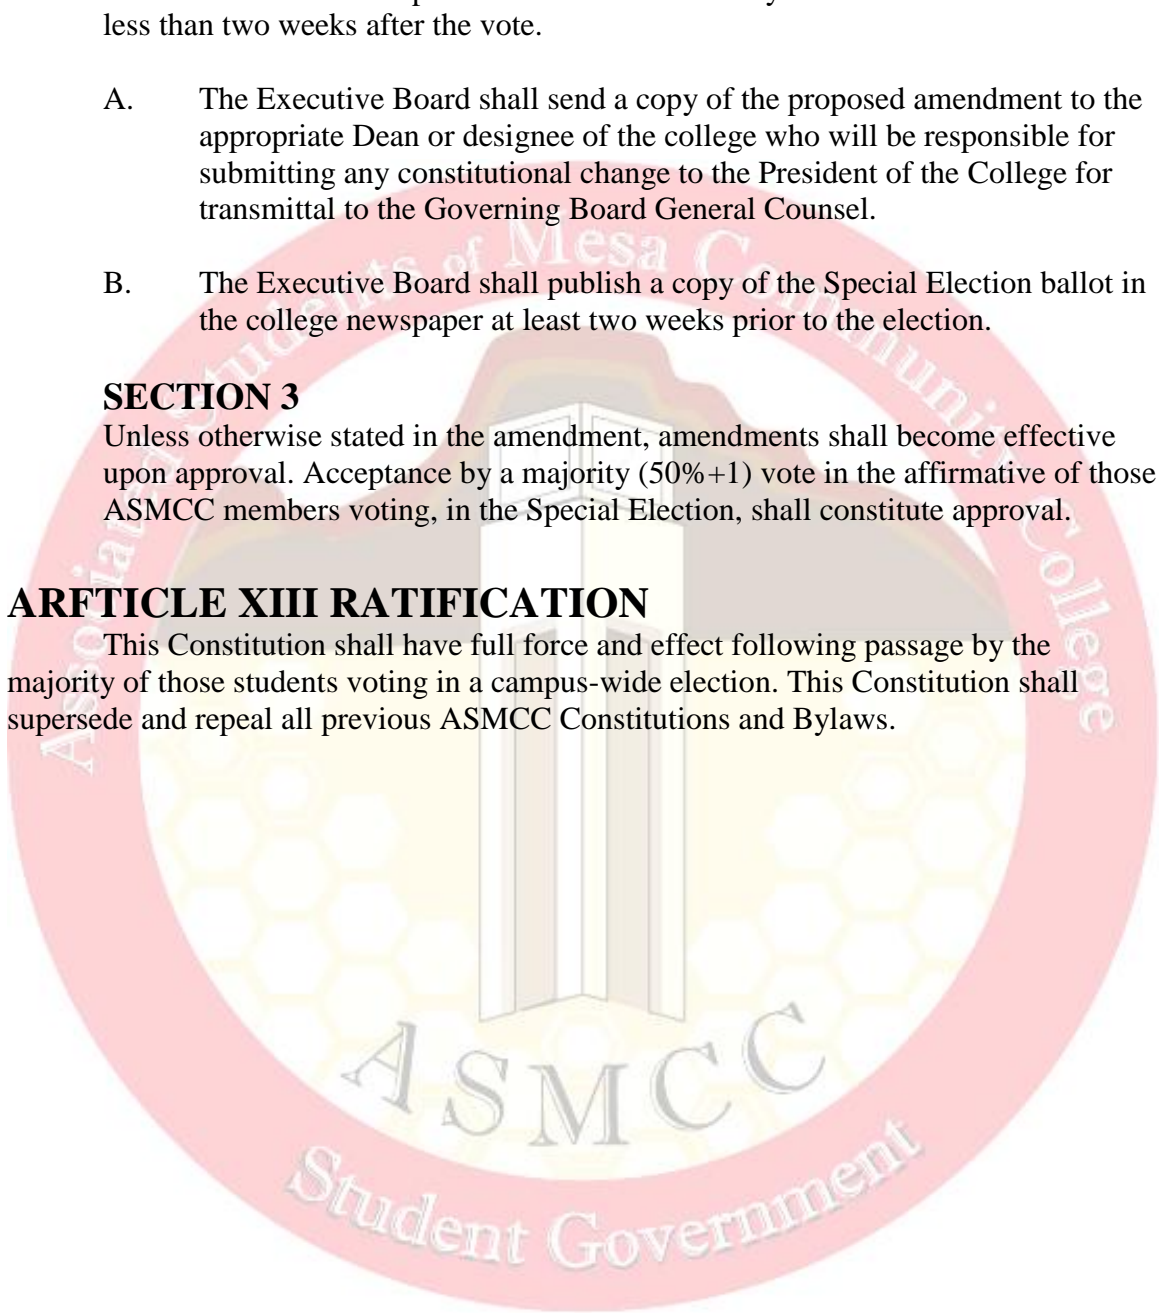 less than two weeks after the vote.
A. The Executive Board shall send a copy of the proposed amendment to the
appropriate Dean or designee of the college who will be responsible for
submitting any constitutional change to the President of the College for
transmittal to the Governing Board General Counsel.
B. The Executive Board shall publish a copy of the Special Election ballot in
the college newspaper at least two weeks prior to the election.
SECTION 3
Unless otherwise stated in the amendment, amendments shall become effective
upon approval. Acceptance by a majority (50%+1) vote in the affirmative of those
ASMCC members voting, in the Special Election, shall constitute approval.
ARFTICLE XIII RATIFICATION
This Constitution shall have full force and effect following passage by the
majority of those students voting in a campus-wide election. This Constitution shall
supersede and repeal all previous ASMCC Constitutions and Bylaws.
Associated Students of Mesa Community College
ASMCC
Student Government